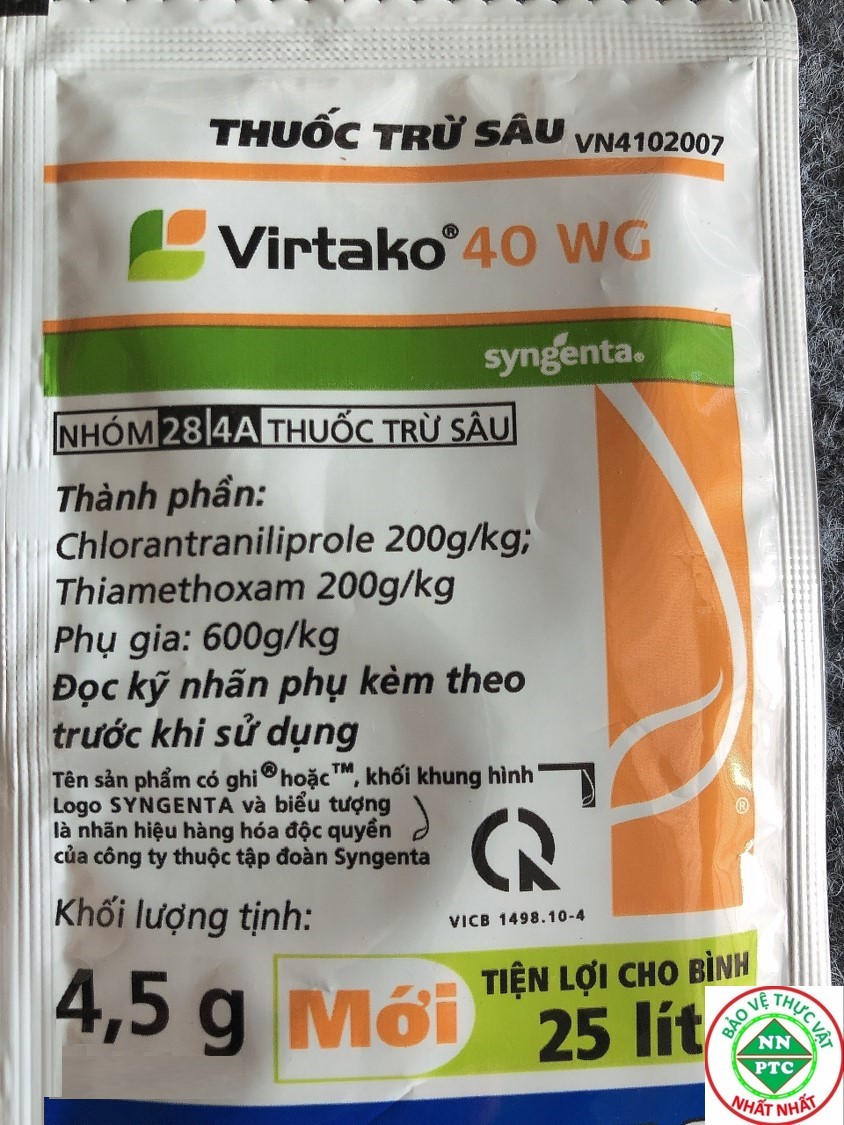 THUỐC TRỪ SÂU VN4102007
Virtako® 40 WG
syngenta®
NHÓM 28 4A THUỐC TRỪ SÂU
Thành phần:
Chlorantraniliprole 200g/kg;
Thiamethoxam 200g/kg
Phụ gia: 600g/kg
Đọc kỹ nhãn phụ kèm theo
trước khi sử dụng
Tên sản phẩm có ghi ® hoặc ™, khối khung hình
Logo SYNGENTA và biểu tượng
là nhãn hiệu hàng hóa độc quyền
của công ty thuộc tập đoàn Syngenta
®
VICB 1498.10-4
Khối lượng tịnh:
4,5 g
Mới
TIỆN LỢI CHO BÌNH
25 lít
BẢO VỆ THỰC VẬT
NN
PTC
NHẤT NHẤT